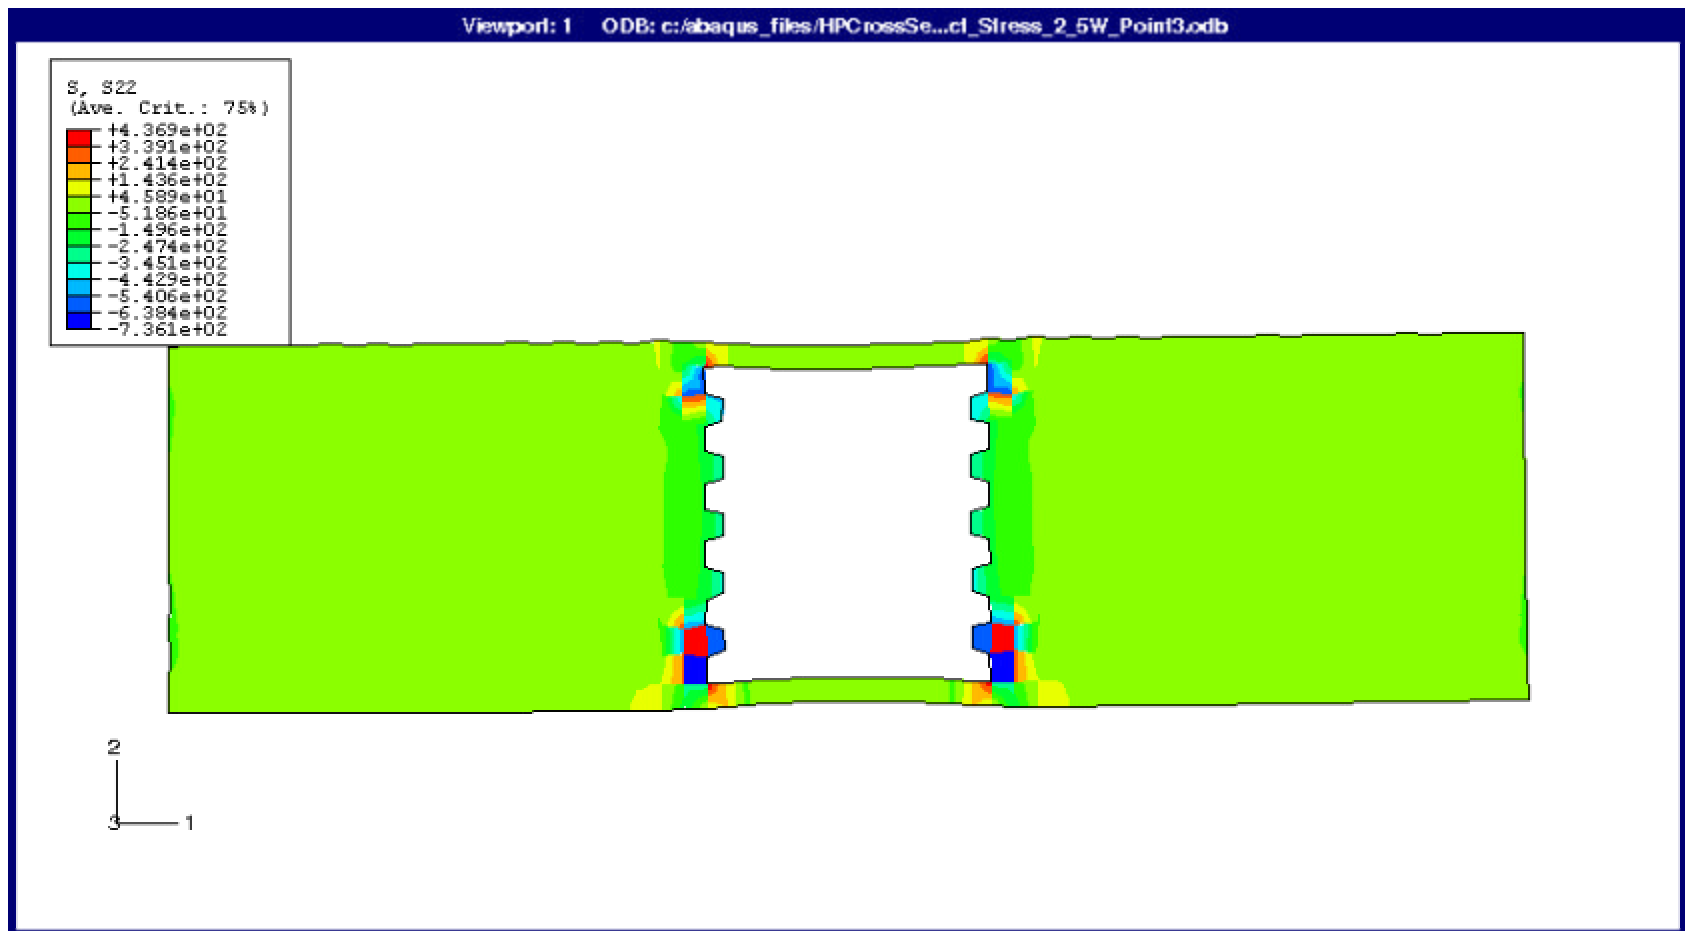 Viewport: 1 ODB: c:/abaqus_files/HPCrossSe...ct_Stress_2_5W_Point3.odb
S, S22
(Ave. Crit.: 75%)
+4.369e+02
+3.391e+02
+2.414e+02
+1.436e+02
+4.589e+01
-5.186e+01
-1.496e+02
-2.474e+02
-3.451e+02
-4.429e+02
-5.406e+02
-6.384e+02
-7.361e+02
2
3 1